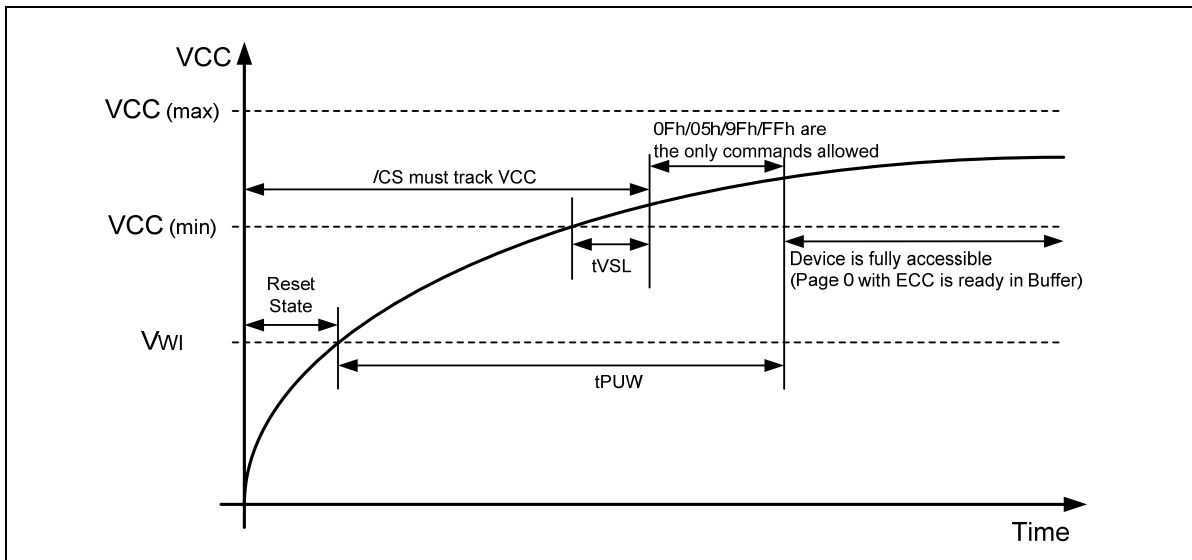 VCC
VCC (max)
0Fh/05h/9Fh/FFh are
the only commands allowed
/CS must track VCC
VCC (min)
tVSL
Device is fully accessible
(Page 0 with ECC is ready in Buffer)
Reset
State
VWI
tPUW
Time